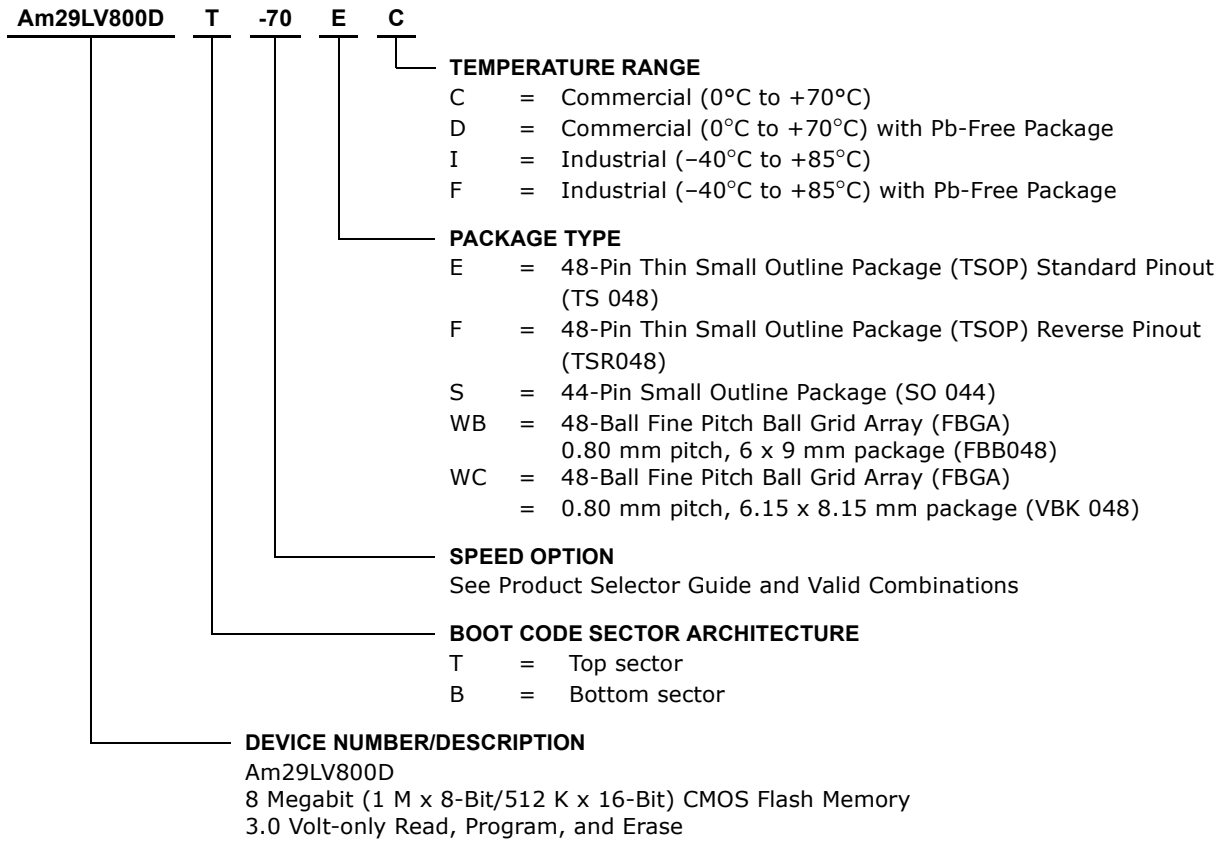 Am29LV800D T -70 E C
TEMPERATURE RANGE
C = Commercial (0°C to +70°C)
D = Commercial (0°C to +70°C) with Pb-Free Package
I = Industrial (–40°C to +85°C)
F = Industrial (–40°C to +85°C) with Pb-Free Package
PACKAGE TYPE
E = 48-Pin Thin Small Outline Package (TSOP) Standard Pinout
(TS 048)
F = 48-Pin Thin Small Outline Package (TSOP) Reverse Pinout
(TSR048)
S = 44-Pin Small Outline Package (SO 044)
WB = 48-Ball Fine Pitch Ball Grid Array (FBGA)
0.80 mm pitch, 6 x 9 mm package (FBB048)
WC = 48-Ball Fine Pitch Ball Grid Array (FBGA)
= 0.80 mm pitch, 6.15 x 8.15 mm package (VBK 048)
SPEED OPTION
See Product Selector Guide and Valid Combinations
BOOT CODE SECTOR ARCHITECTURE
T = Top sector
B = Bottom sector
DEVICE NUMBER/DESCRIPTION
Am29LV800D
8 Megabit (1 M x 8-Bit/512 K x 16-Bit) CMOS Flash Memory
3.0 Volt-only Read, Program, and Erase